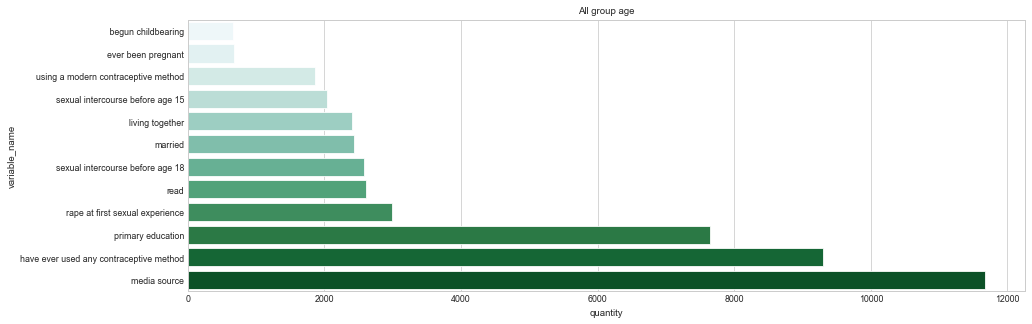 All group age
variable_name
begun childbearing
ever been pregnant
using a modern contraceptive method
sexual intercourse before age 15
living together
married
sexual intercourse before age 18
read
rape at first sexual experience
primary education
have ever used any contraceptive method
media source
0 2000 4000 6000 8000 10000 12000
quantity